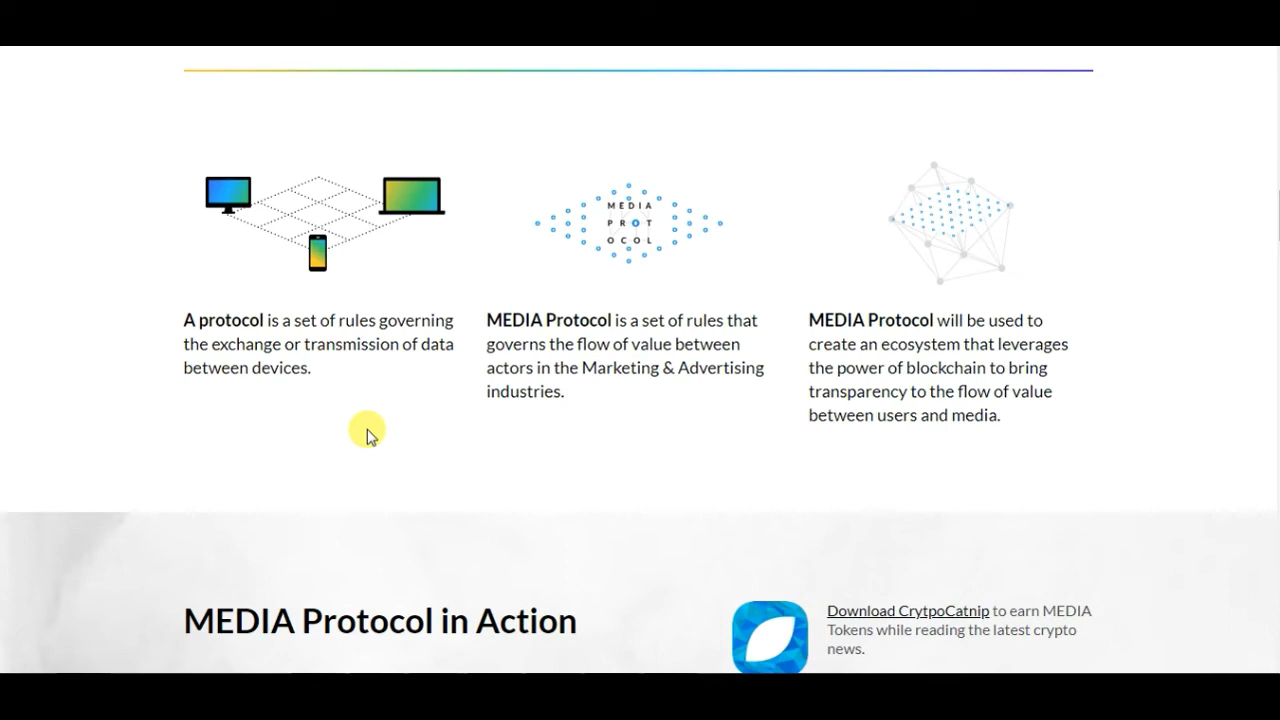 MEDIA
PROT
OCOL
A protocol is a set of rules governing
the exchange or transmission of data
between devices.
MEDIA Protocol is a set of rules that
governs the flow of value between
actors in the Marketing & Advertising
industries.
MEDIA Protocol will be used to
create an ecosystem that leverages
the power of blockchain to bring
transparency to the flow of value
between users and media.
MEDIA Protocol in Action
Download CrytpoCatnip to earn MEDIA
Tokens while reading the latest crypto
news.